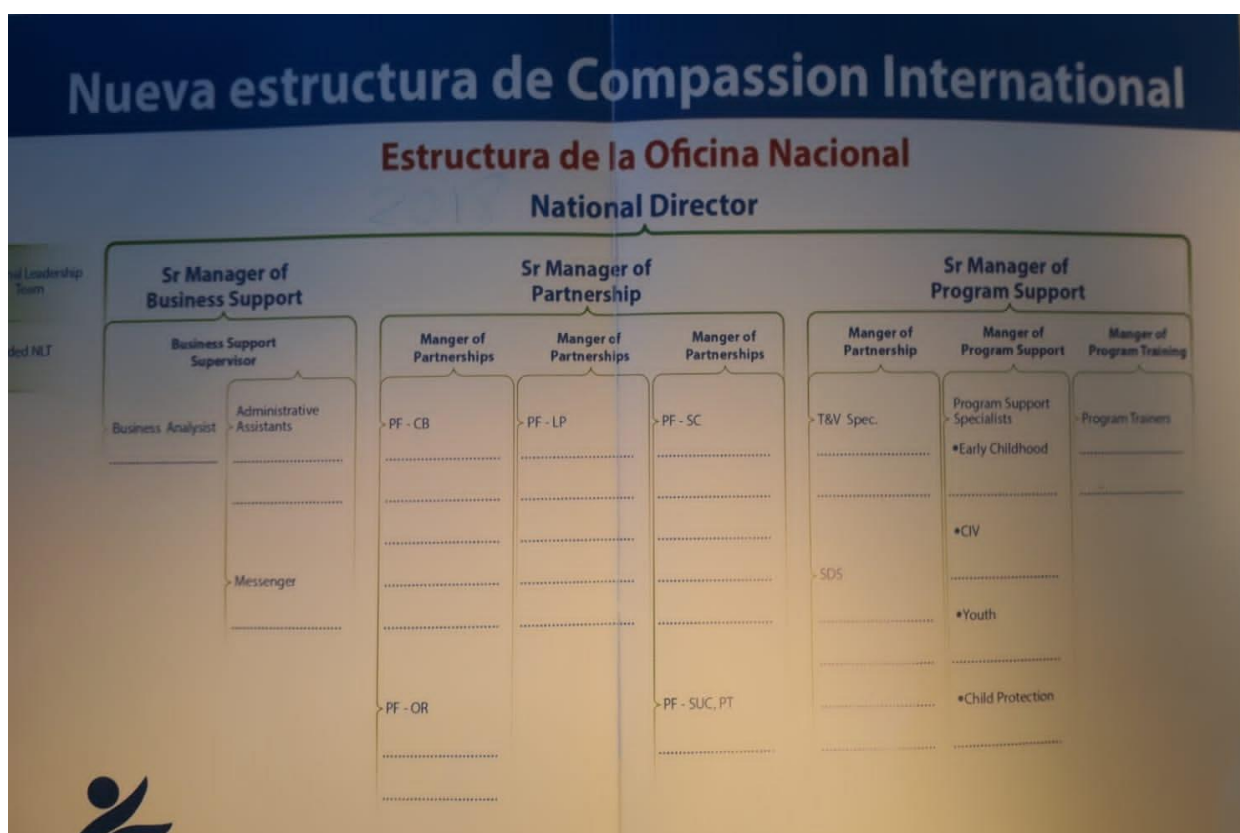 Nueva estructura de Compassion International
Estructura de la Oficina Nacional
National Director
Leadership
Team
NLT
Sr Manager of
Business Support
Business Support
Supervisor
Business Analyst
Administrative
Assistants
Messenger
Sr Manager of
Partnership
Manger of
Partnerships
PF - CB
PF - OR
Manger of
Partnerships
PF - LP
Manger of
Partnerships
PF - SC
PF - SUC, PT
Sr Manager of
Program Support
Manger of
Partnership
T&V Spec.
SDS
Manger of
Program Support
Program Support
Specialists
•Early Childhood
•CIV
•Youth
•Child Protection
Manger of
Program Training
Program Trainers